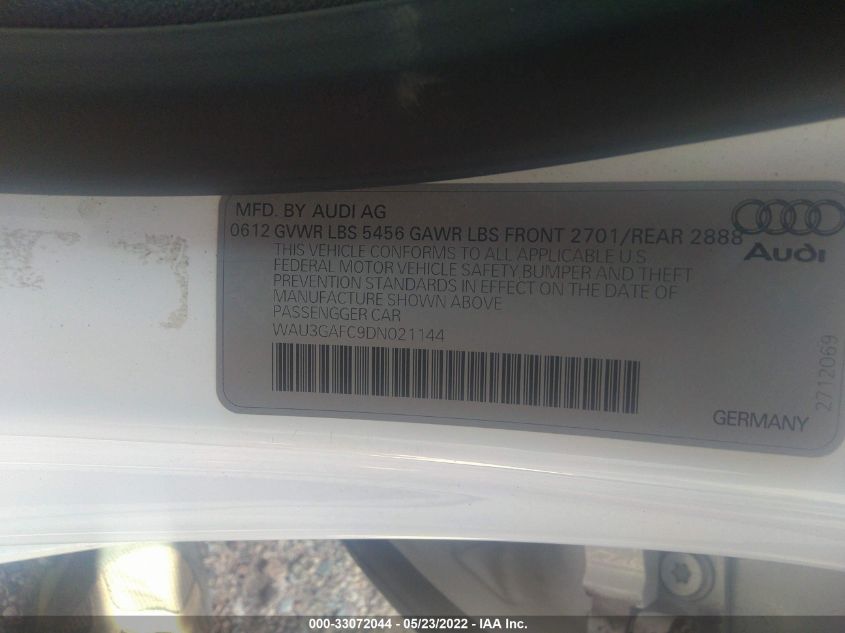 MFD. BY AUDI AG
0612 GVWR LBS 5456 GAWR LBS FRONT 2701/REAR 2888
THIS VEHICLE CONFORMS TO ALL APPLICABLE U.S
FEDERAL MOTOR VEHICLE SAFETY BUMPER AND THEFT
PREVENTION STANDARDS IN EFFECT ON THE DATE OF
MANUFACTURE SHOWN ABOVE
PASSENGGER CAR
WAU3GAFC9DN021144
Audi
GERMANY
2712069
000-33072044 - 05/23/2022 - IAA Inc.